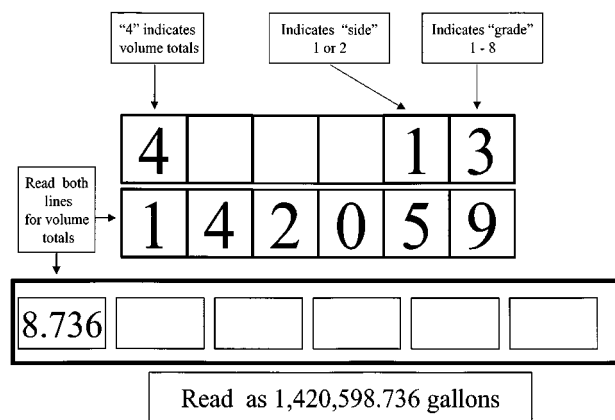 “4” indicates
volume totals
Indicates “side”
1 or 2
Indicates “grade”
1 - 8
4 1 3
Read both
lines
for volume
totals
1 4 2 0 5 9
8.736
Read as 1,420,598.736 gallons